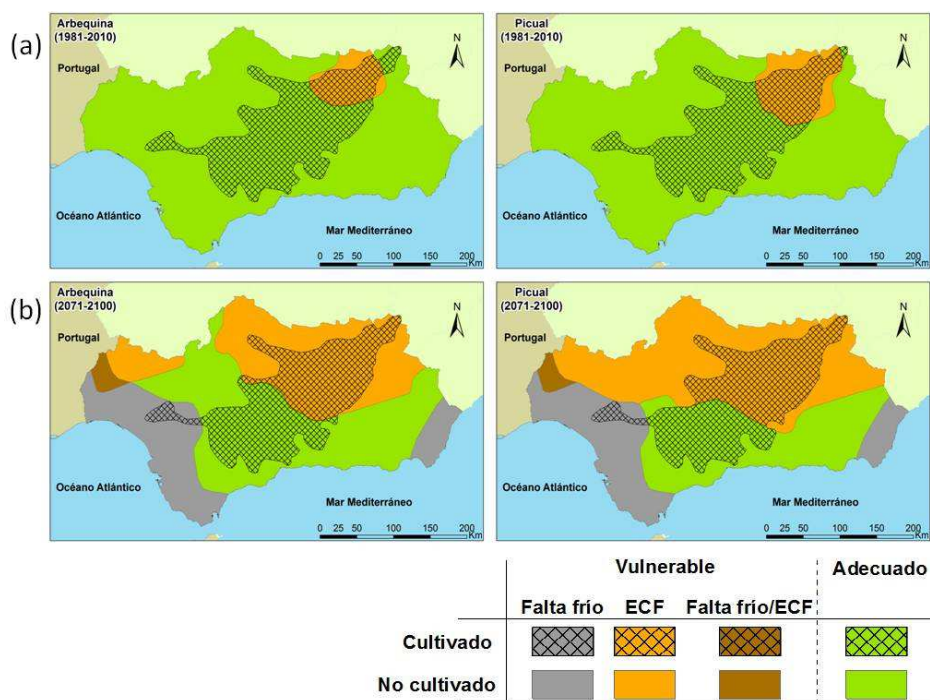 (a)
Arbequina
(1981-2010)
Portugal
N
Océano Atlántico
Mar Mediterráneo
0 25 50 100 150 200
Km
Picual
(1981-2010)
Portugal
N
Océano Atlántico
Mar Mediterráneo
0 25 50 100 150 200
Km
(b)
Arbequina
(2071-2100)
Portugal
N
Océano Atlántico
Mar Mediterráneo
0 25 50 100 150 200
Km
Picual
(2071-2100)
Portugal
N
Océano Atlántico
Mar Mediterráneo
0 25 50 100 150 200
Km
Vulnerable Adecuado
Falta frío ECF Falta frío/ECF
Cultivado
No cultivado